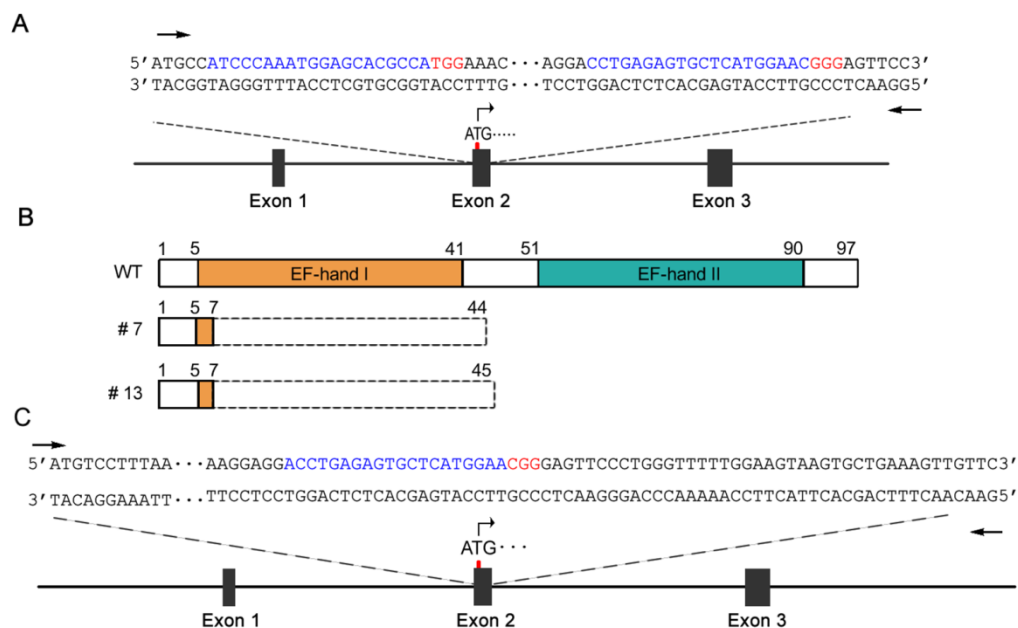 A
5’ATGCCATCCCAAATGGAGCACGCCATGGAAAC···AGGACCTGAGAGTGCTCATGGAACGGGAGTTCC3’
3’TACGGTAGGGTTTACCTCGTGCGGTACCTTTG···TCCTGGACTCTCACGAGTACCTTGCCCTCAAGG5’
ATG·····
Exon 1 Exon 2 Exon 3
B
1 5 41 51 90 97
WT EF-hand I EF-hand II
1 5 7 44
# 7
1 5 7 45
# 13
C
5’ATGTCCTTTAA···AAGGAGGACCTGAGAGTGCTCATGGAACGGGAGTTCCCTGGGTTTTTGGAAGTAAGTGCTGAAAGTTGTTC3’
3’TACAGGAAATT···TTCCTCCTGGACTCTCACGAGTACCTTGCCCTCAAGGGACCCAAAAACCTTCATTCACGACTTTCAACAAG5’
ATG···
Exon 1 Exon 2 Exon 3